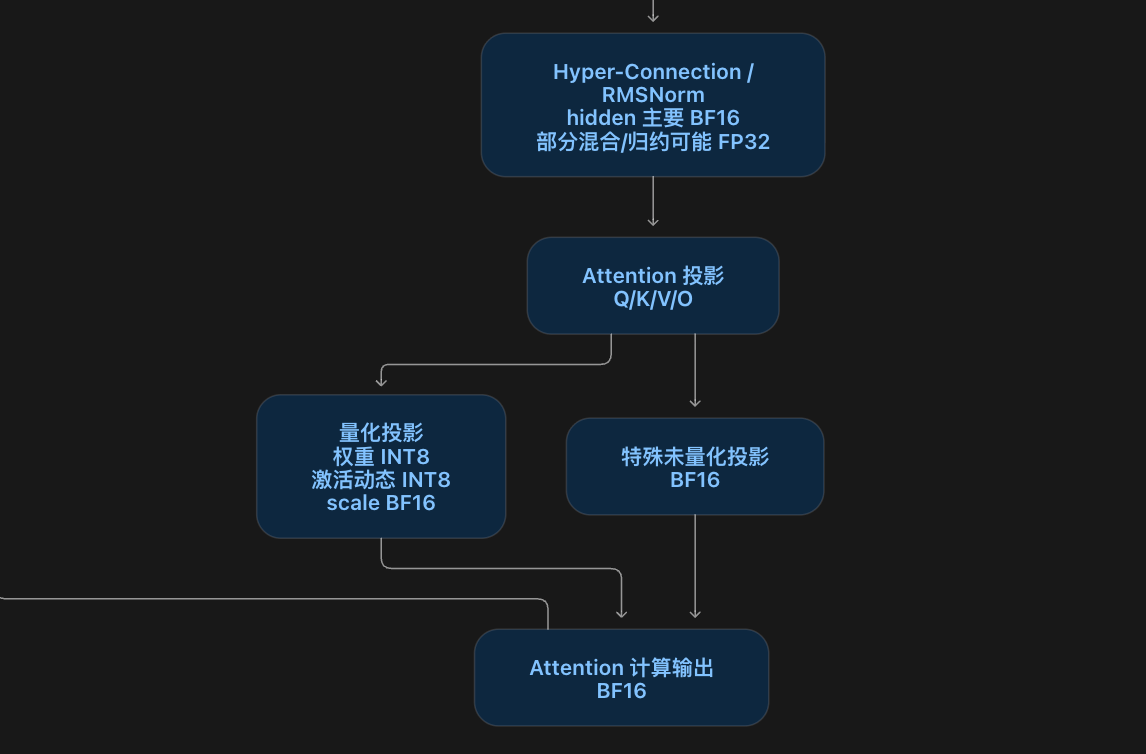 Hyper-Connection /
RMSNorm
hidden 主要 BF16
部分混合/归约可能 FP32
Attention 投影
Q/K/V/O
量化投影
权重 INT8
激活动态 INT8
scale BF16
特殊未量化投影
BF16
Attention 计算输出
BF16